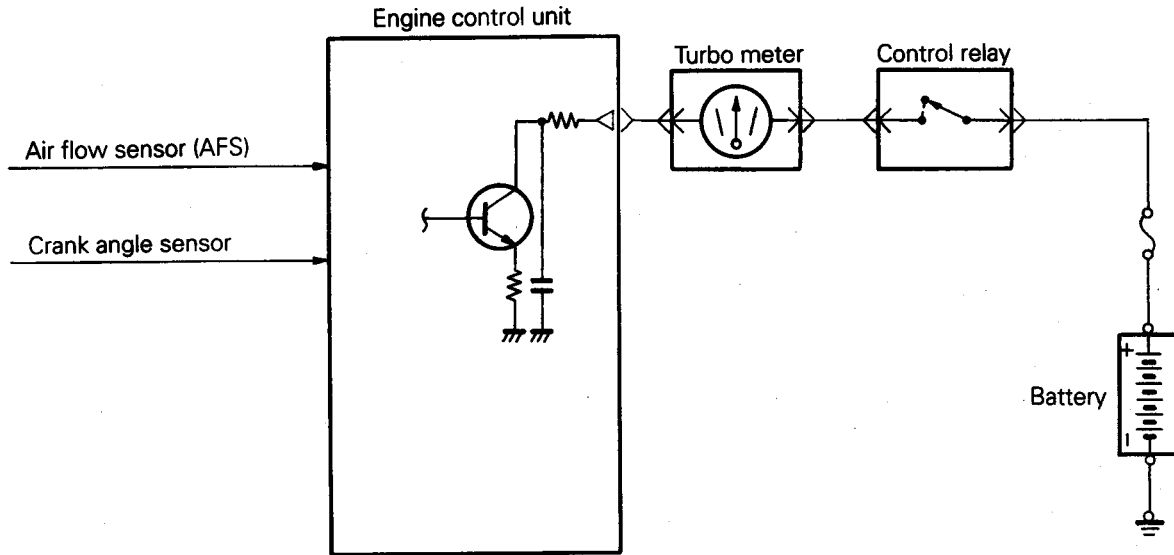 Engine control unit
Turbo meter
Control relay
Air flow sensor (AFS)
Crank angle sensor
+
Battery
−